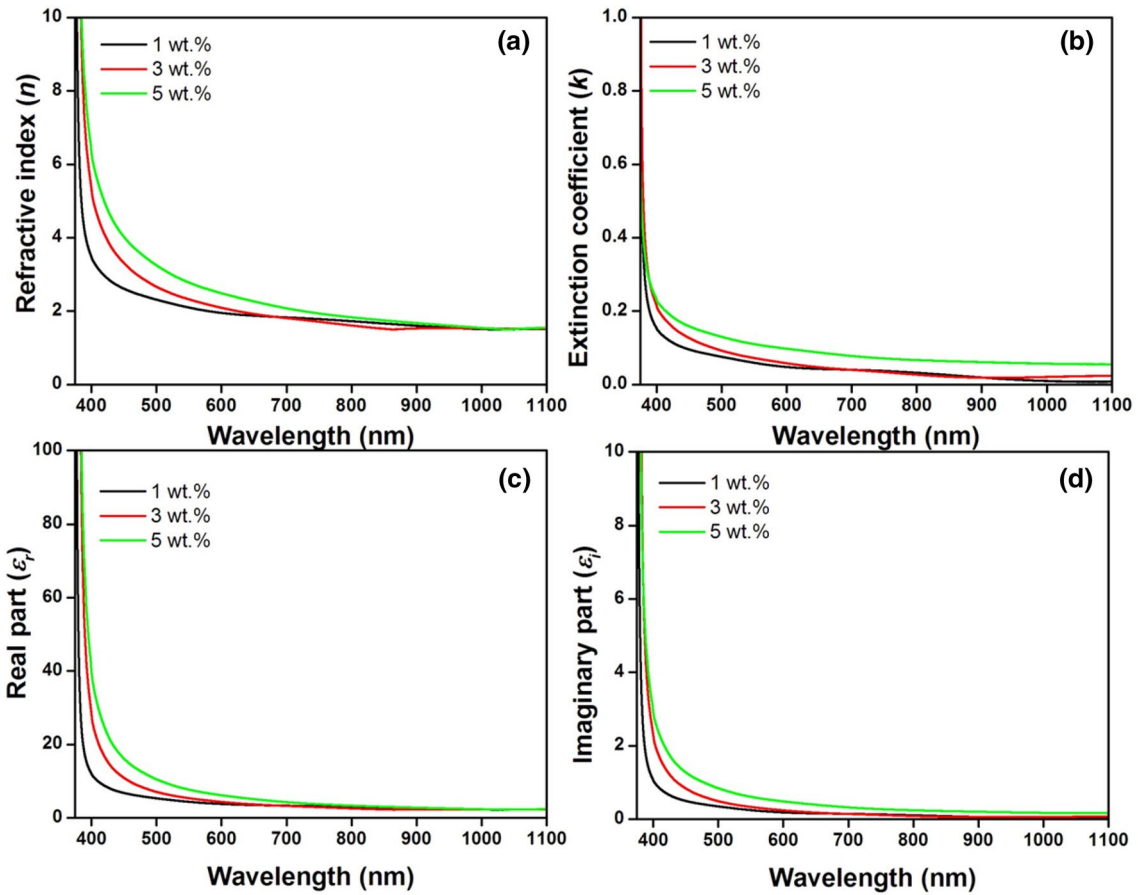 Refractive index (n)
10
8
6
4
2
0
1 wt.%
3 wt.%
5 wt.%
(a)
400 500 600 700 800 900 1000 1100
Wavelength (nm)
Extinction coefficient (k)
1.0
0.8
0.6
0.4
0.2
0.0
1 wt.%
3 wt.%
5 wt.%
(b)
400 500 600 700 800 900 1000 1100
Wavelength (nm)
Real part (εr)
100
80
60
40
20
0
1 wt.%
3 wt.%
5 wt.%
(c)
400 500 600 700 800 900 1000 1100
Wavelength (nm)
Imaginary part (εi)
10
8
6
4
2
0
1 wt.%
3 wt.%
5 wt.%
(d)
400 500 600 700 800 900 1000 1100
Wavelength (nm)